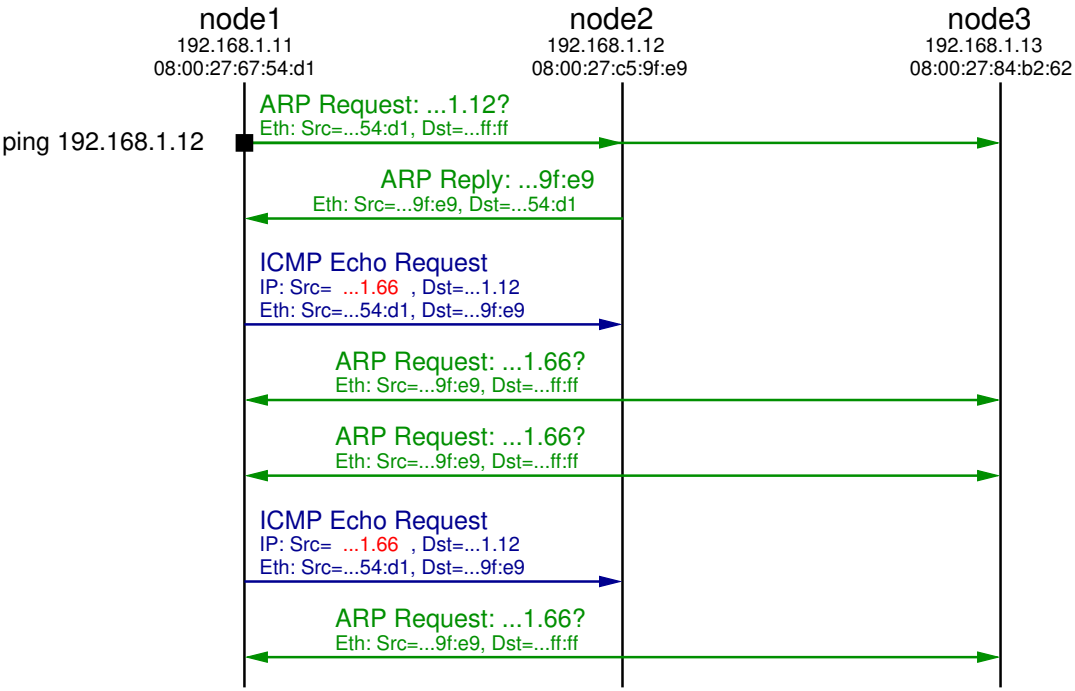 node1
192.168.1.11
08:00:27:67:54:d1
node2
192.168.1.12
08:00:27:c5:9f:e9
node3
192.168.1.13
08:00:27:84:b2:62
ARP Request: ...1.12?
Eth: Src=...54:d1, Dst=...ff:ff
ping 192.168.1.12
ARP Reply: ...9f:e9
Eth: Src=...9f:e9, Dst=...54:d1
ICMP Echo Request
IP: Src= ...1.66 , Dst=...1.12
Eth: Src=...54:d1, Dst=...9f:e9
ARP Request: ...1.66?
Eth: Src=...9f:e9, Dst=...ff:ff
ARP Request: ...1.66?
Eth: Src=...9f:e9, Dst=...ff:ff
ICMP Echo Request
IP: Src= ...1.66 , Dst=...1.12
Eth: Src=...54:d1, Dst=...9f:e9
ARP Request: ...1.66?
Eth: Src=...9f:e9, Dst=...ff:ff